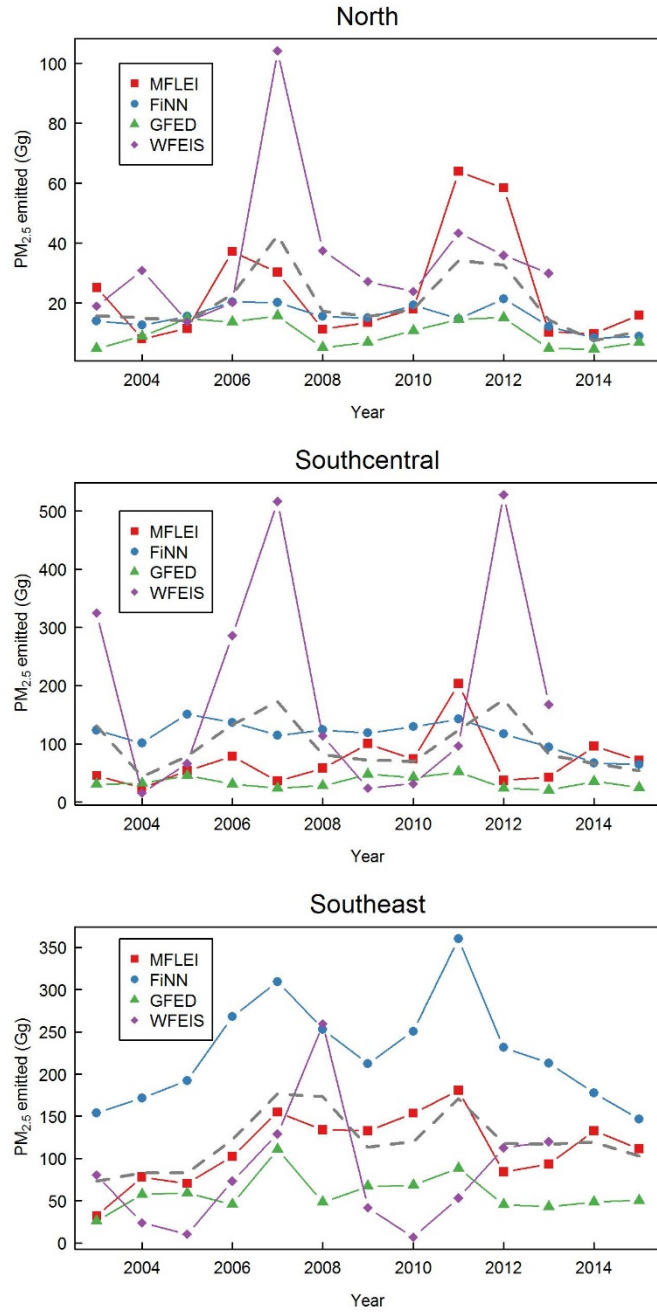 North
100
80
60
40
20
PM2.5 emitted (Gg)
MFLEI
FiNN
GFED
WFEIS
2004 2006 2008 2010 2012 2014
Year
Southcentral
500
400
300
200
100
0
PM2.5 emitted (Gg)
MFLEI
FiNN
GFED
WFEIS
2004 2006 2008 2010 2012 2014
Year
Southeast
350
300
250
200
150
100
50
0
PM2.5 emitted (Gg)
MFLEI
FiNN
GFED
WFEIS
2004 2006 2008 2010 2012 2014
Year